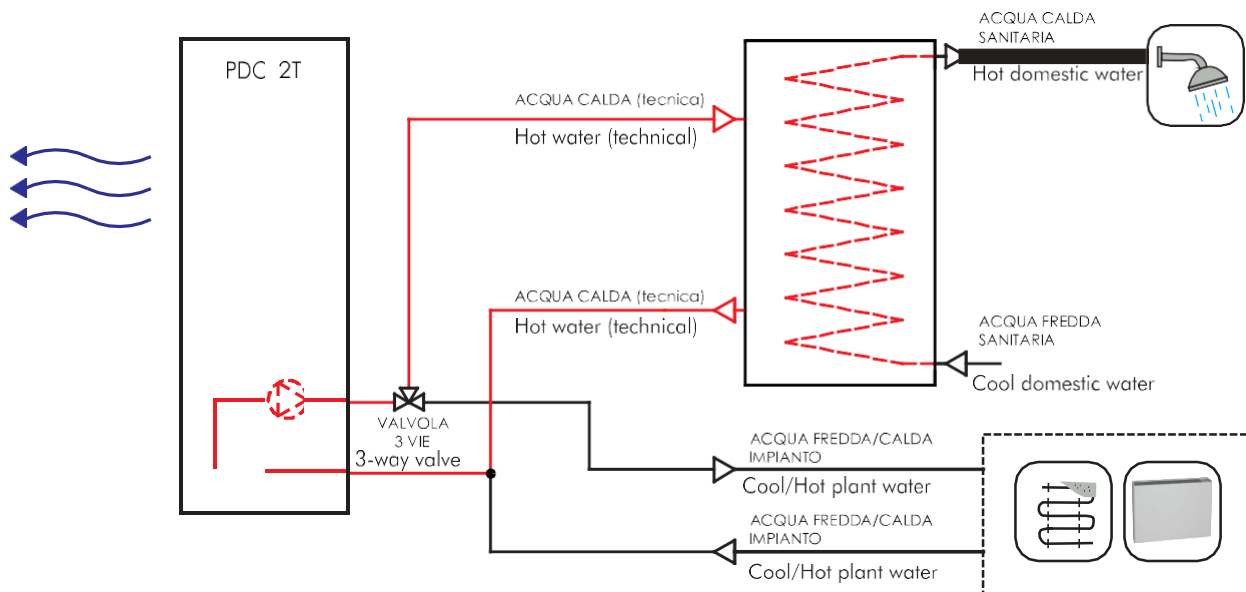 PDC 2T
ACQUA CALDA (tecnica)
Hot water (technical)
ACQUA CALDA
SANITARIA
Hot domestic water
ACQUA CALDA (tecnica)
Hot water (technical)
ACQUA FREDDA
SANITARIA
Cool domestic water
VALVOLA
3 VIE
3-way valve
ACQUA FREDDA/CALDA
IMPIANTO
Cool/Hot plant water
ACQUA FREDDA/CALDA
IMPIANTO
Cool/Hot plant water